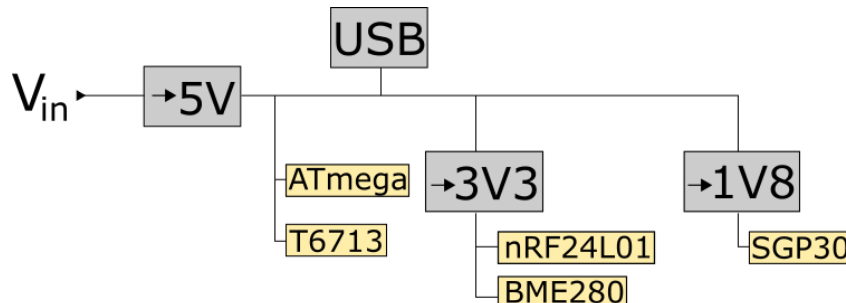 USB
Vin
→5V
ATmega
T6713
→3V3
nRF24L01
BME280
→1V8
SGP30